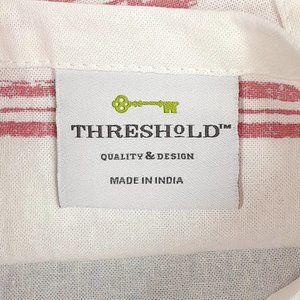 THRESHOLD™
QUALITY & DESIGN
MADE IN INDIA